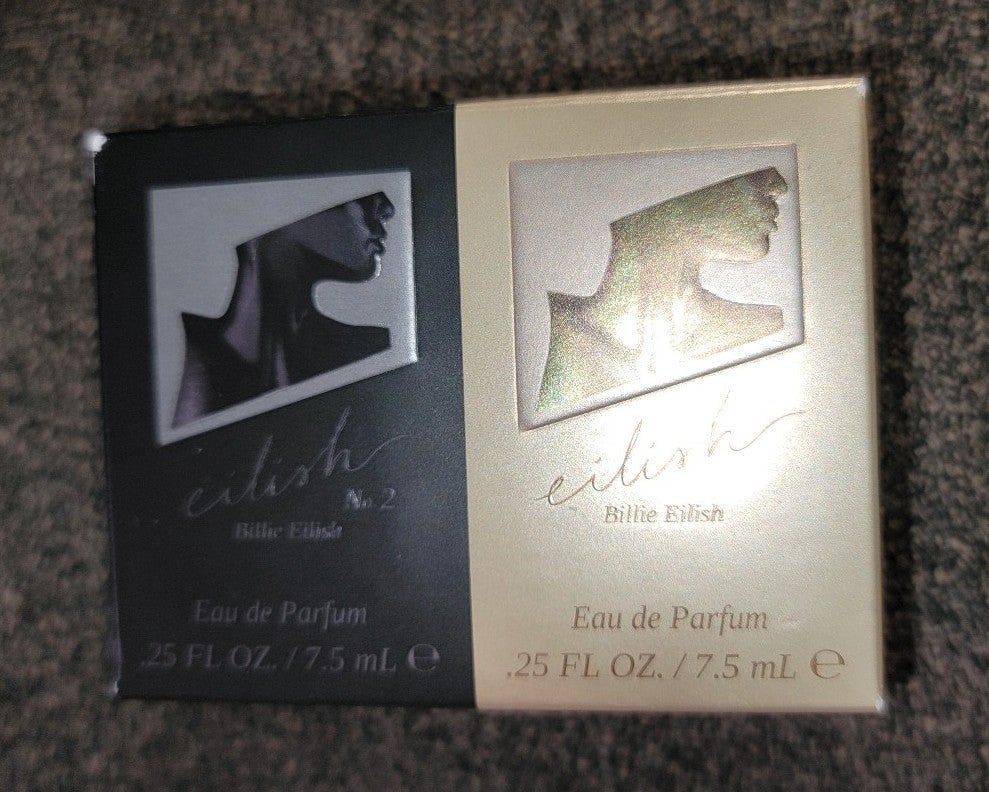 eilish
No. 2
Billie Eilish
Eau de Parfum
.25 FL OZ. / 7.5 mL ℮
eilish
Billie Eilish
Eau de Parfum
.25 FL OZ. / 7.5 mL ℮